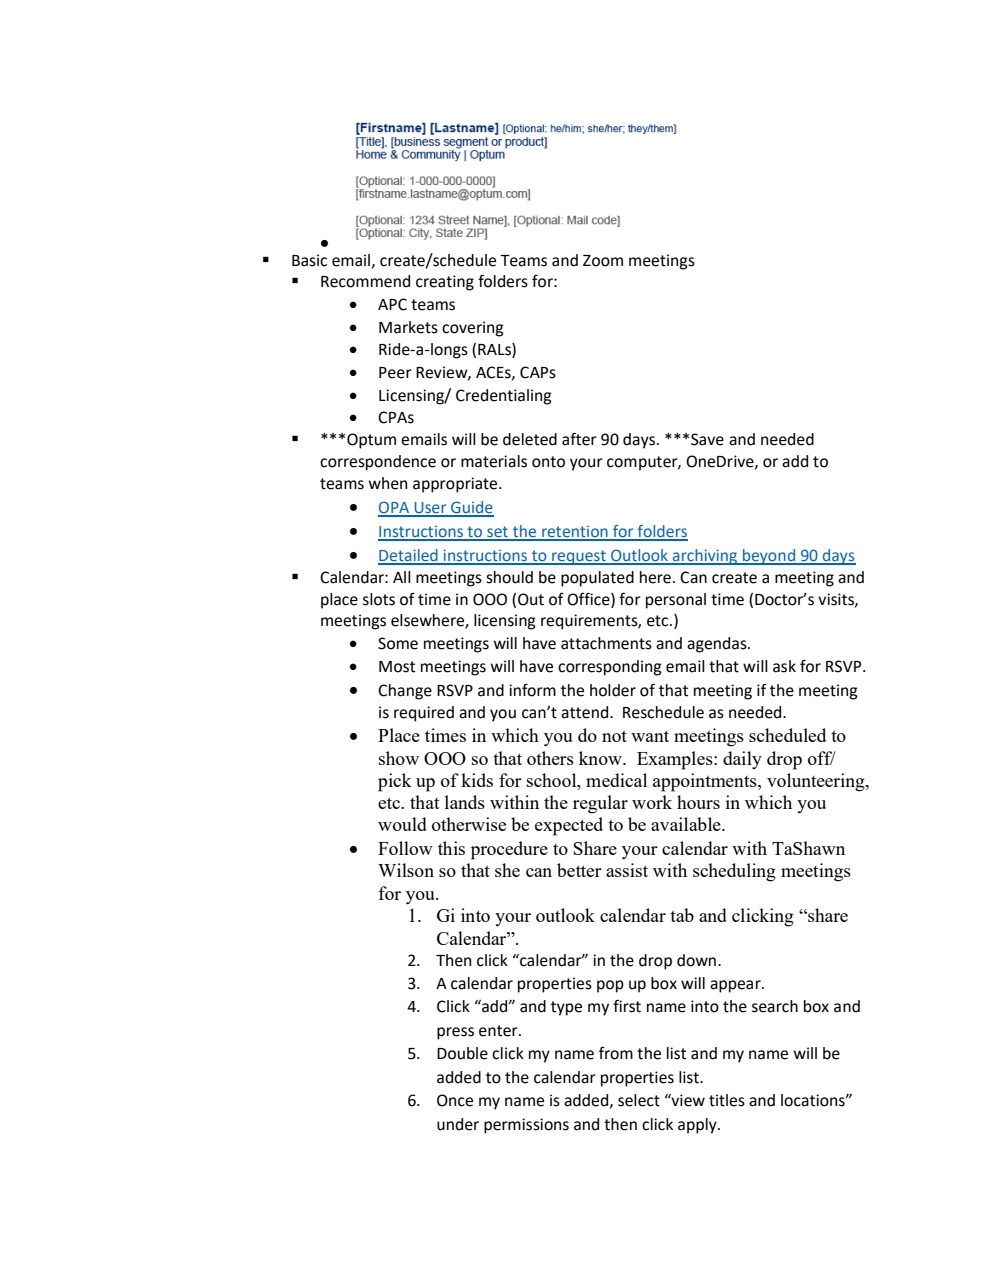 [Firstname] [Lastname] [Optional: he/him; she/her; they/them]
[Title], [business segment or product]
Home & Community | Optum
[Optional: 1-000-000-0000]
[firstname.lastname@optum.com]
[Optional: 1234 Street Name], [Optional: Mail code]
[Optional: City, State ZIP]
•
▪ Basic email, create/schedule Teams and Zoom meetings
▪ Recommend creating folders for:
• APC teams
• Markets covering
• Ride-a-longs (RALs)
• Peer Review, ACEs, CAPs
• Licensing/ Credentialing
• CPAs
▪ ***Optum emails will be deleted after 90 days. ***Save and needed
correspondence or materials onto your computer, OneDrive, or add to
teams when appropriate.
• OPA User Guide
• Instructions to set the retention for folders
• Detailed instructions to request Outlook archiving beyond 90 days
▪ Calendar: All meetings should be populated here. Can create a meeting and
place slots of time in OOO (Out of Office) for personal time (Doctor’s visits,
meetings elsewhere, licensing requirements, etc.)
• Some meetings will have attachments and agendas.
• Most meetings will have corresponding email that will ask for RSVP.
• Change RSVP and inform the holder of that meeting if the meeting
is required and you can’t attend.  Reschedule as needed.
• Place times in which you do not want meetings scheduled to
show OOO so that others know.  Examples: daily drop off/
pick up of kids for school, medical appointments, volunteering,
etc. that lands within the regular work hours in which you
would otherwise be expected to be available.
• Follow this procedure to Share your calendar with TaShawn
Wilson so that she can better assist with scheduling meetings
for you.
1. Gi into your outlook calendar tab and clicking “share
Calendar”.
2. Then click “calendar” in the drop down.
3. A calendar properties pop up box will appear.
4. Click “add” and type my first name into the search box and
press enter.
5. Double click my name from the list and my name will be
added to the calendar properties list.
6. Once my name is added, select “view titles and locations”
under permissions and then click apply.